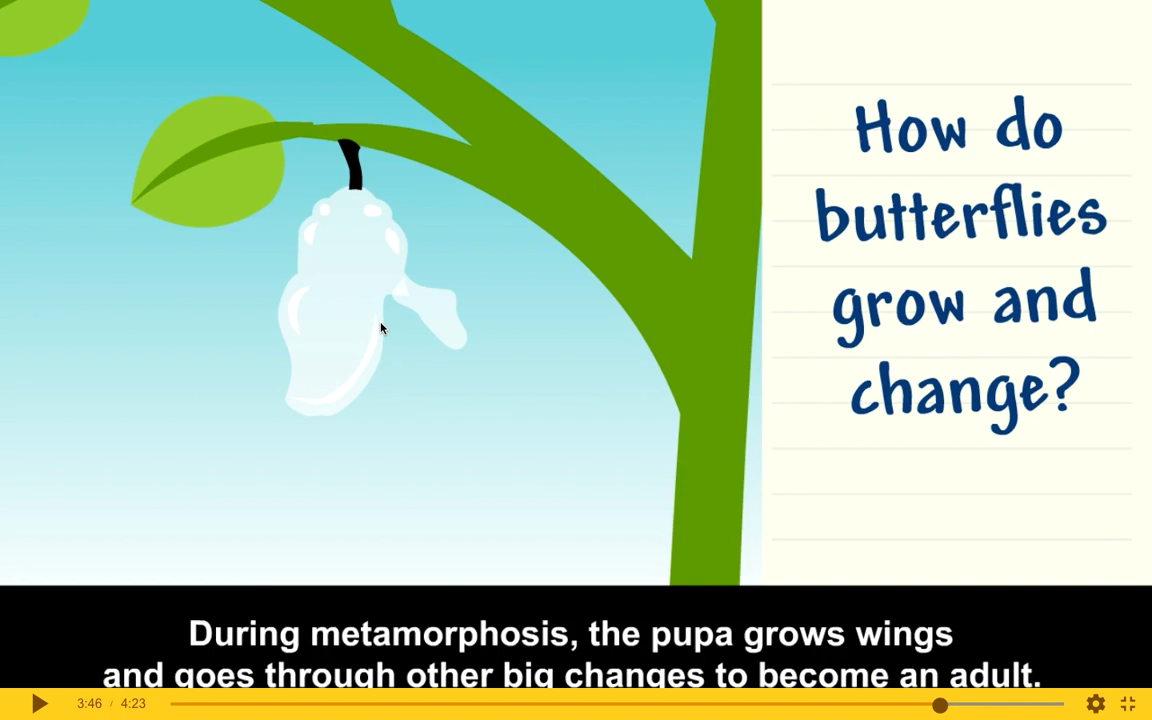 How do
butterflies
grow and
change?
During metamorphosis, the pupa grows wings
and goes through other big changes to become an adult.
3:46 / 4:23